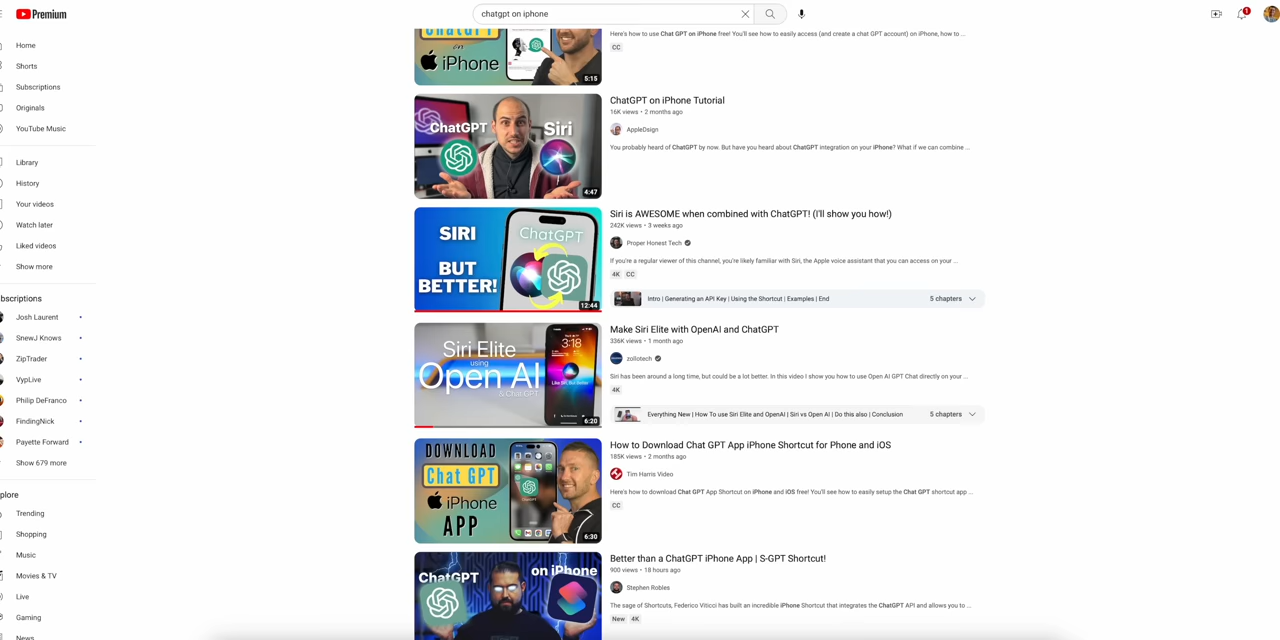 Premium
chatgpt on iphone
1
Home
Shorts
Subscriptions
Originals
YouTube Music
Library
History
Your videos
Watch later
Liked videos
Show more
bscriptions
Josh Laurent
SnewJ Knows
ZipTrader
VypLive
Philip DeFranco
FindingNick
Payette Forward
Show 679 more
plore
Trending
Shopping
Music
Movies & TV
Live
Gaming
News
on
iPhone
5:15
Here's how to use Chat GPT on iPhone free! You'll see how to easily access (and create a chat GPT account) on iPhone, how to ...
CC
ChatGPT
Siri
4:47
ChatGPT on iPhone Tutorial
16K views • 2 months ago
AppleDsign
You probably heard of ChatGPT by now. But have you heard about ChatGPT integration on your iPhone? What if we can combine ...
SIRI
BUT
BETTER!
ChatGPT
12:44
Siri is AWESOME when combined with ChatGPT! (I'll show you how!)
242K views • 3 weeks ago
Proper Honest Tech
If you're a regular viewer of this channel, you're likely familiar with Siri, the Apple voice assistant that you can access on your ...
4K CC
Intro | Generating an API Key | Using the Shortcut | Examples | End
5 chapters
Siri Elite
using
Open AI
& Chat GPT
3:18
6:20
Make Siri Elite with OpenAI and ChatGPT
336K views • 1 month ago
zollotech
Siri has been around a long time, but could be a lot better. In this video I show you how to use Open AI GPT Chat directly on your ...
4K
Everything New | How To use Siri Elite and OpenAI | Siri vs Open AI | Do this also | Conclusion
5 chapters
DOWNLOAD
Chat GPT
iPhone
APP
6:30
How to Download Chat GPT App iPhone Shortcut for Phone and iOS
185K views • 2 months ago
Tim Harris Video
Here's how to download Chat GPT App Shortcut on iPhone and iOS free! You'll see how to easily setup the Chat GPT shortcut app ...
CC
ChatGPT
on iPhone
Better than a ChatGPT iPhone App | S-GPT Shortcut!
900 views • 18 hours ago
Stephen Robles
The sage of Shortcuts, Federico Viticci has built an incredible iPhone Shortcut that integrates the ChatGPT API and allows you to ...
New 4K